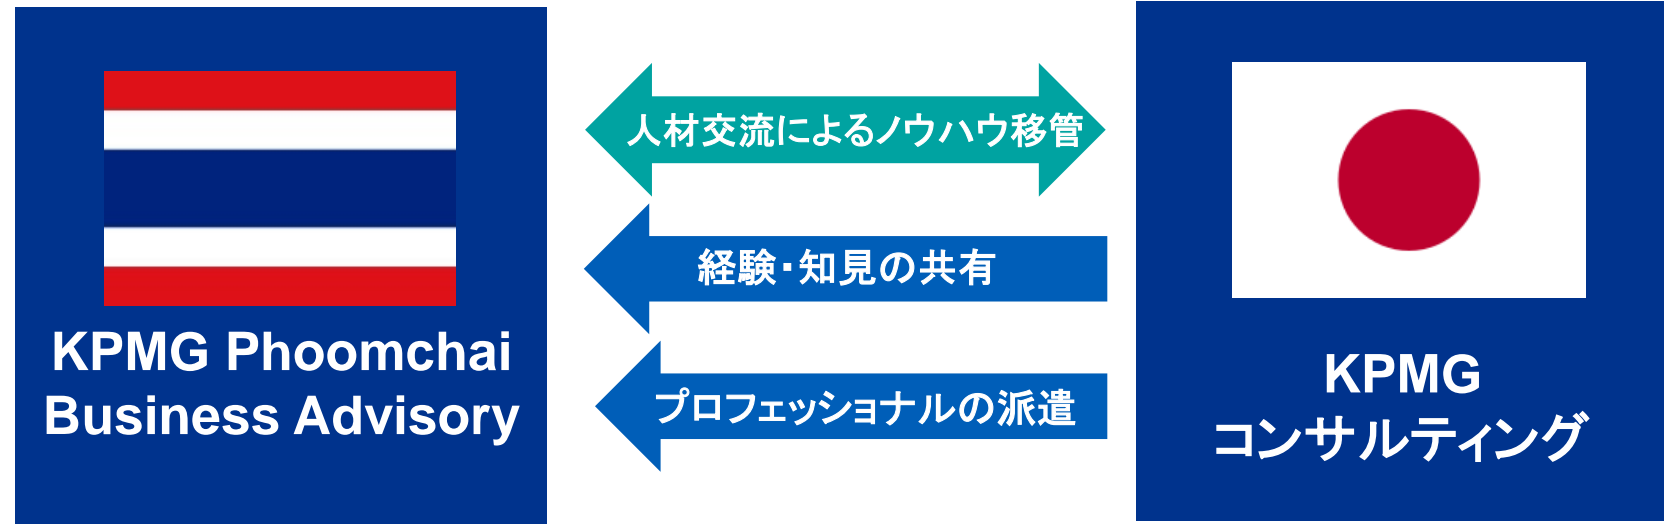 KPMG Phoomchai
Business Advisory
人材交流によるノウハウ移管
経験・知見の共有
プロフェッショナルの派遣
KPMG
コンサルティング